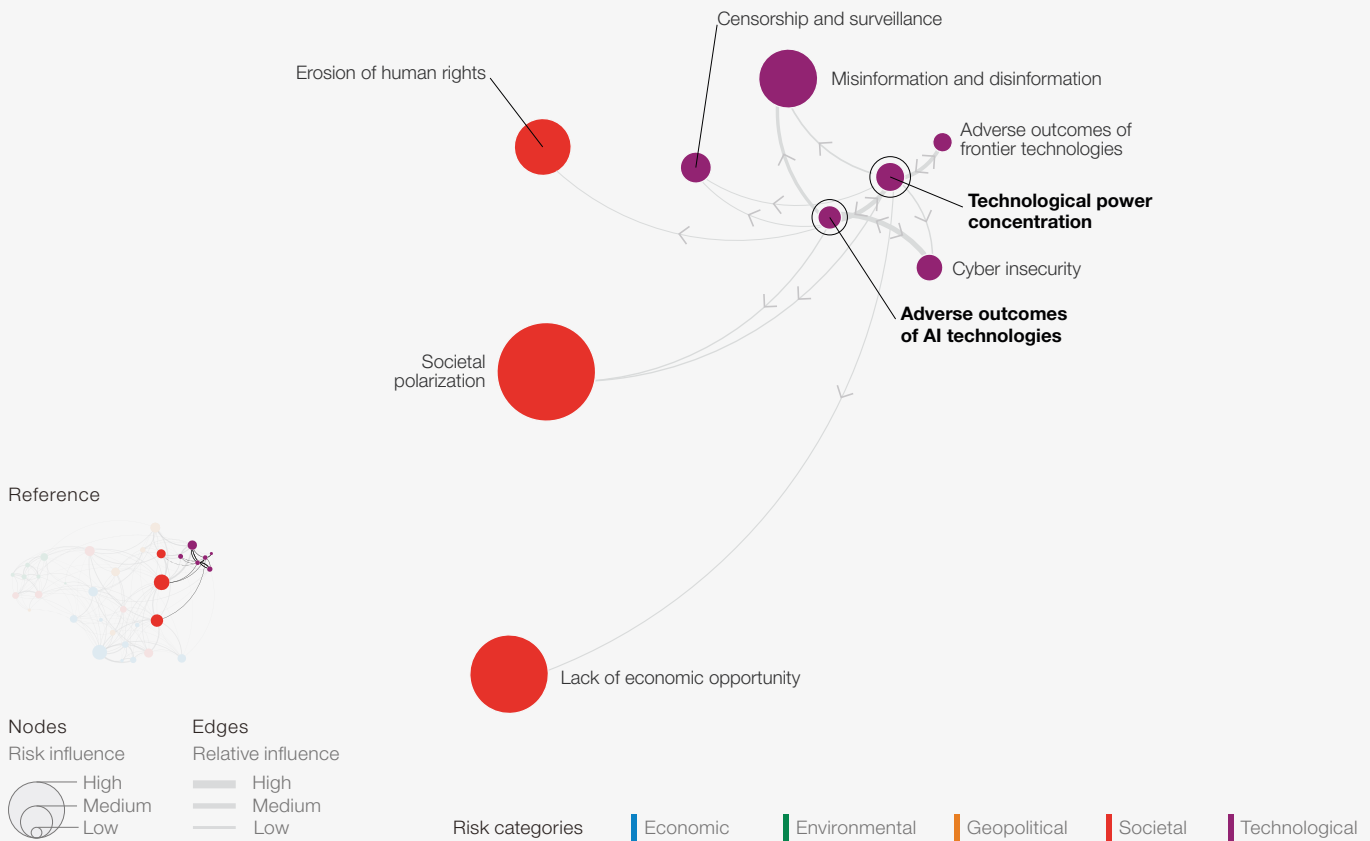 Censorship and surveillance
Erosion of human rights
Misinformation and disinformation
Adverse outcomes of
frontier technologies
Technological power
concentration
Cyber insecurity
Adverse outcomes
of AI technologies
Societal
polarization
Lack of economic opportunity
Reference
Nodes
Risk influence
High
Medium
Low
Edges
Relative influence
High
Medium
Low
Risk categories
Economic
Environmental
Geopolitical
Societal
Technological